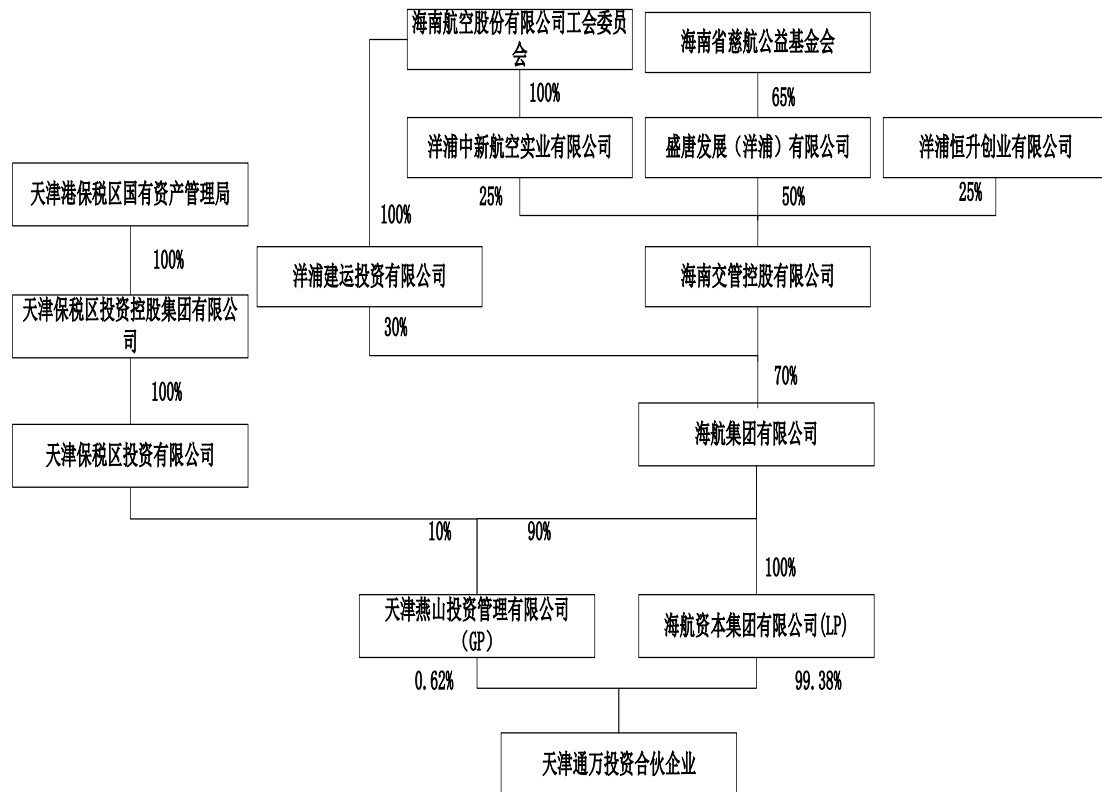 海南航空股份有限公司工会委员
会
海南省慈航公益基金会
100%
65%
洋浦中新航空实业有限公司
盛唐发展（洋浦）有限公司
洋浦恒升创业有限公司
天津港保税区国有资产管理局
25%
50%
25%
100%
100%
洋浦建运投资有限公司
海南交管控股有限公司
天津保税区投资控股集团有限公
司
30%
100%
70%
天津保税区投资有限公司
海航集团有限公司
10%
90%
100%
天津燕山投资管理有限公司
(GP)
海航资本集团有限公司(LP)
0.62%
99.38%
天津通万投资合伙企业